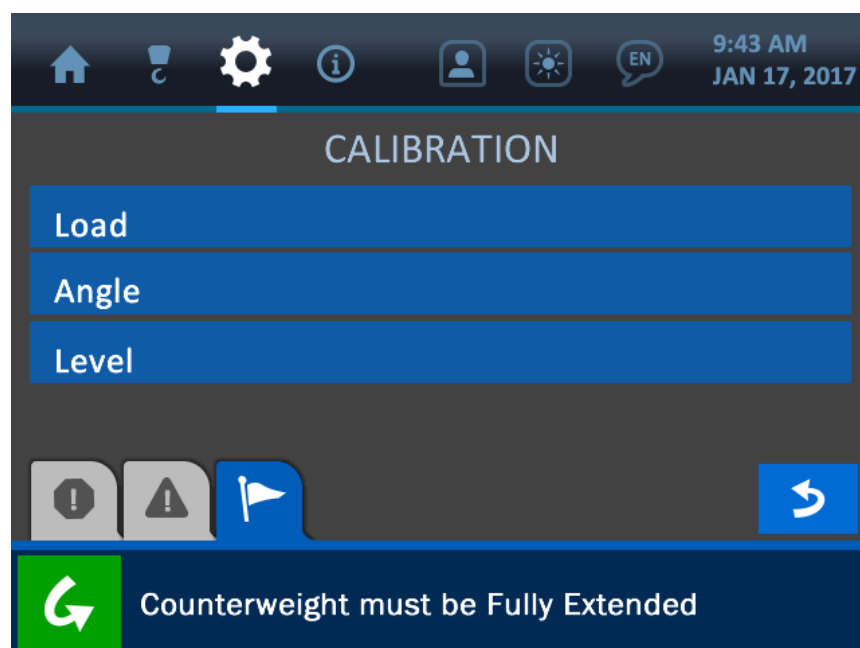 EN
9:43 AM
JAN 17, 2017
CALIBRATION
Load
Angle
Level
Counterweight must be Fully Extended